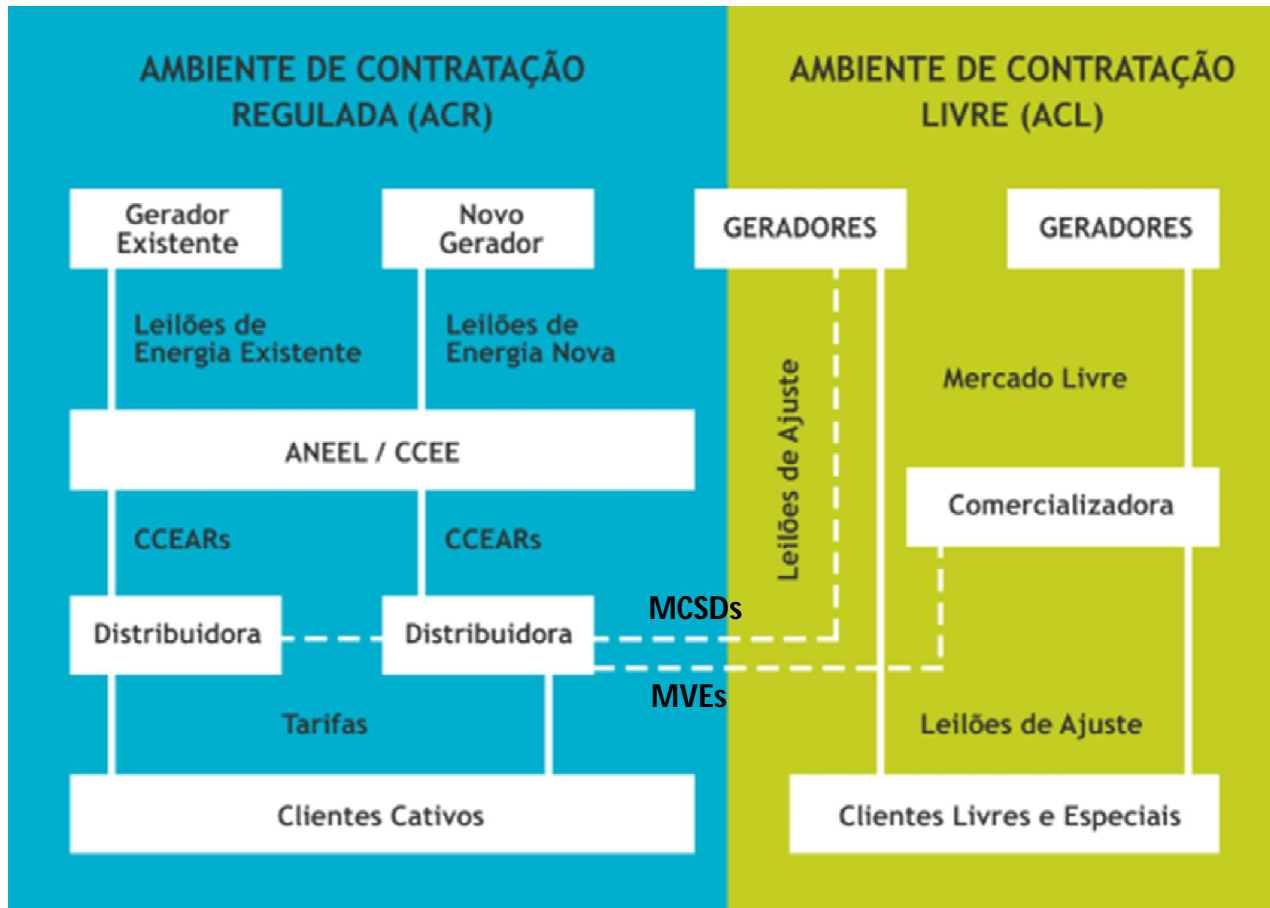 AMBIENTE DE CONTRATAÇÃO
REGULADA (ACR)
AMBIENTE DE CONTRATAÇÃO
LIVRE (ACL)
Gerador
Existente
Novo
Gerador
GERADORES
GERADORES
Leilões de
Energia Existente
Leilões de
Energia Nova
Leilões de Ajuste
Mercado Livre
ANEEL / CCEE
Comercializadora
CCEARs
CCEARs
Distribuidora
Distribuidora
MCSDs
MVEs
Tarifas
Leilões de Ajuste
Clientes Cativos
Clientes Livres e Especiais